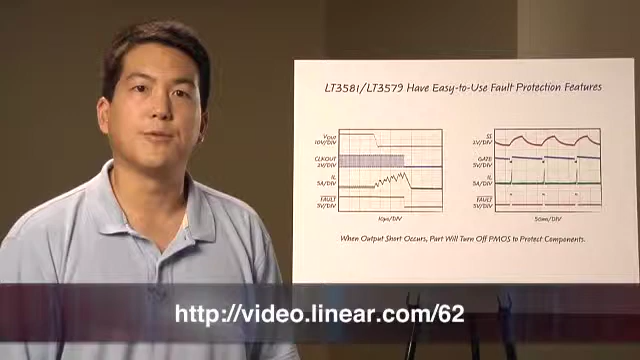 LT3581/LT3579 Have Easy-to-Use Fault Protection Features
VOUT
10V/DIV
CLKOUT
2V/DIV
IL
5A/DIV
FAULT
5V/DIV
10µs/DIV
SS
1V/DIV
GATE
5V/DIV
IL
5A/DIV
FAULT
5V/DIV
50ms/DIV
When Output Short Occurs, Part Will Turn Off PMOS to Protect Components.
http://video.linear.com/62